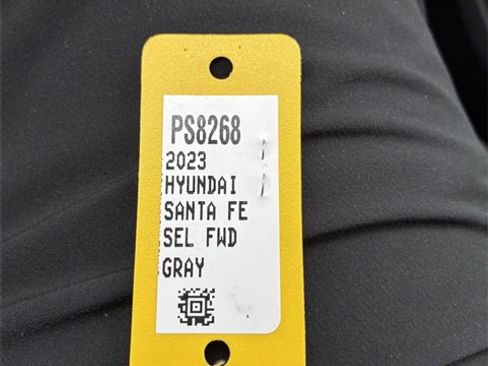 PS8268
2023
HYUNDAI
SANTA FE
SEL FWD
GRAY